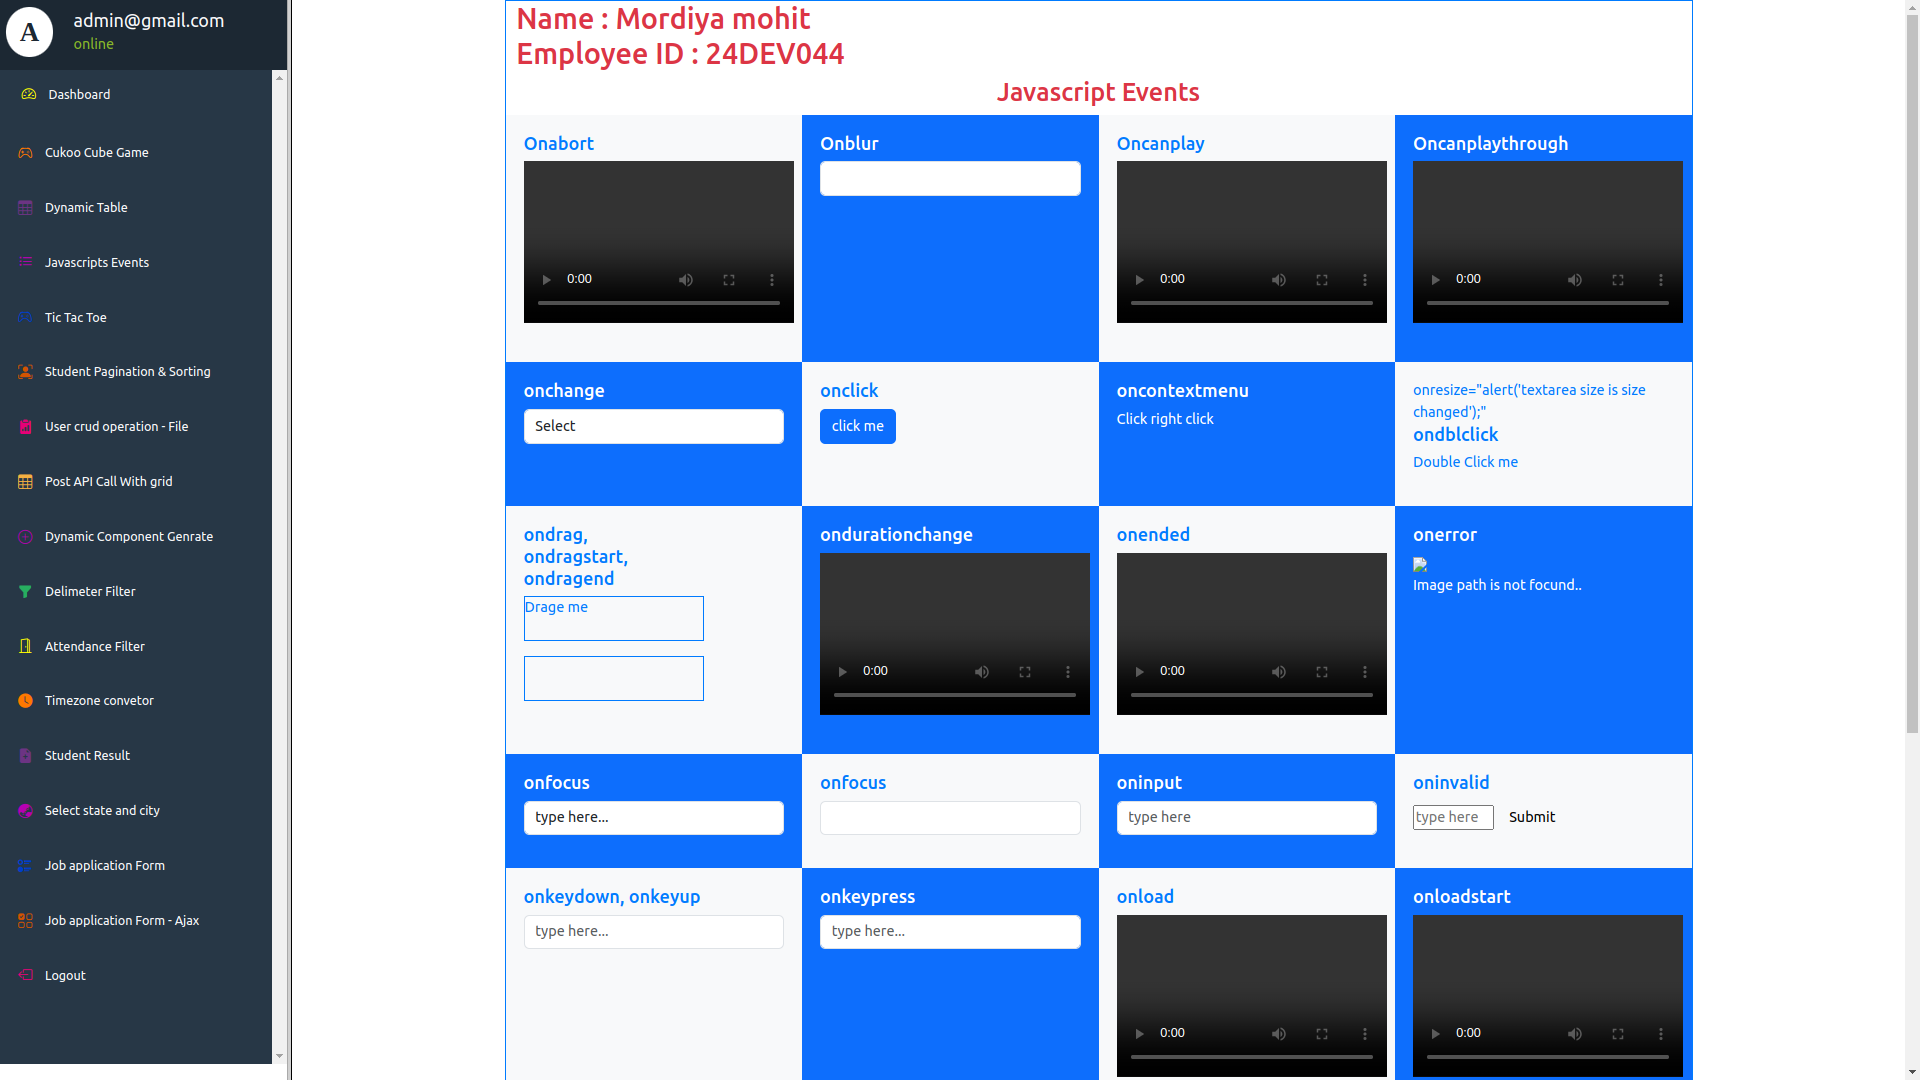 A
admin@gmail.com
online
Dashboard
Cukoo Cube Game
Dynamic Table
Javascripts Events
Tic Tac Toe
Student Pagination & Sorting
User crud operation - File
Post API Call With grid
Dynamic Component Genrate
Delimeter Filter
Attendance Filter
Timezone convetor
Student Result
Select state and city
Job application Form
Job application Form - Ajax
Logout
Name : Mordiya mohit
Employee ID : 24DEV044
Javascript Events
Onabort
0:00
Onblur
Oncanplay
0:00
Oncanplaythrough
0:00
onchange
Select
onclick
click me
oncontextmenu
Click right click
onresize="alert('textarea size is size
changed');"
ondblclick
Double Click me
ondrag,
ondragstart,
ondragend
Drage me
ondurationchange
0:00
onended
0:00
onerror
Image path is not focund..
onfocus
type here...
onfocus
oninput
type here
oninvalid
type here
Submit
onkeydown, onkeyup
type here...
onkeypress
type here...
onload
0:00
onloadstart
0:00